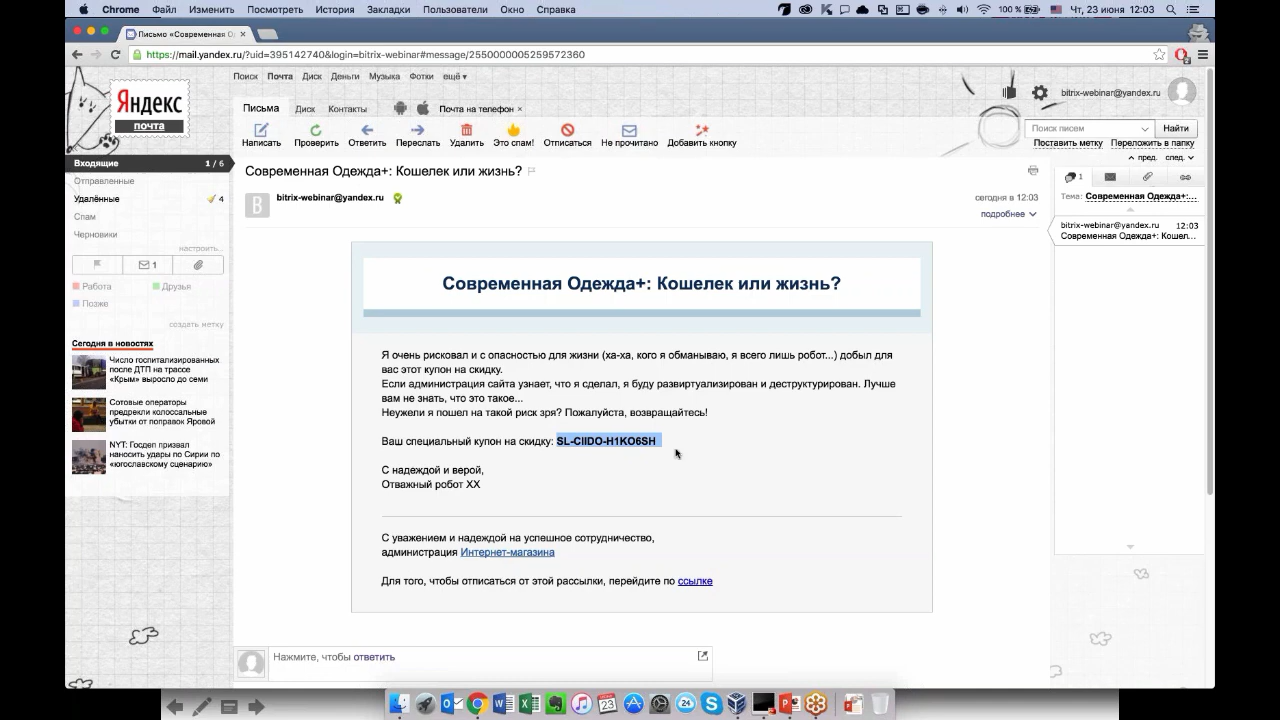 Chrome Файл Изменить Посмотреть История Закладки Пользователи Окно Справка 100 % Чт, 23 июня 12:03
Письмо «Современная О
https://mail.yandex.ru/?uid=395142740&login=bitrix-webinar#message/2550000005259572360
Поиск Почта Диск Деньги Музыка Фотки ещё
Яндекс
почта
Письма Диск Контакты Почта на телефон ×
bitrix-webinar@yandex.ru
Написать Проверить Ответить Переслать Удалить Это спам! Отписаться Не прочитано Добавить кнопку
Поиск писем Найти
Поставить метку Переложить в папку
пред. след.
Входящие 1 / 6
Отправленные
Удалённые 4
Спам
Черновики
настроить...
1
Работа Друзья
Позже
создать метку
Сегодня в новостях
Число госпитализированных
после ДТП на трассе
«Крым» выросло до семи
Сотовые операторы
предрекли колоссальные
убытки от поправок Яровой
NYT: Госдеп призвал
наносить удары по Сирии по
«югославскому сценарию»
Современная Одежда+: Кошелек или жизнь?
B
bitrix-webinar@yandex.ru
сегодня в 12:03
подробнее
Современная Одежда+: Кошелек или жизнь?
Я очень рисковал и с опасностью для жизни (ха-ха, кого я обманываю, я всего лишь робот...) добыл для
вас этот купон на скидку.
Если администрация сайта узнает, что я сделал, я буду развиртуализирован и деструктурирован. Лучше
вам не знать, что это такое...
Неужели я пошел на такой риск зря? Пожалуйста, возвращайтесь!
Ваш специальный купон на скидку: SL-CIIDO-H1KO6SH
С надеждой и верой,
Отважный робот XX
С уважением и надеждой на успешное сотрудничество,
администрация Интернет-магазина
Для того, чтобы отписаться от этой рассылки, перейдите по ссылке
Нажмите, чтобы ответить
1
Тема: Современная Одежда+:...
bitrix-webinar@yandex.ru 12:03
Современная Одежда+: Кошел...
23
24